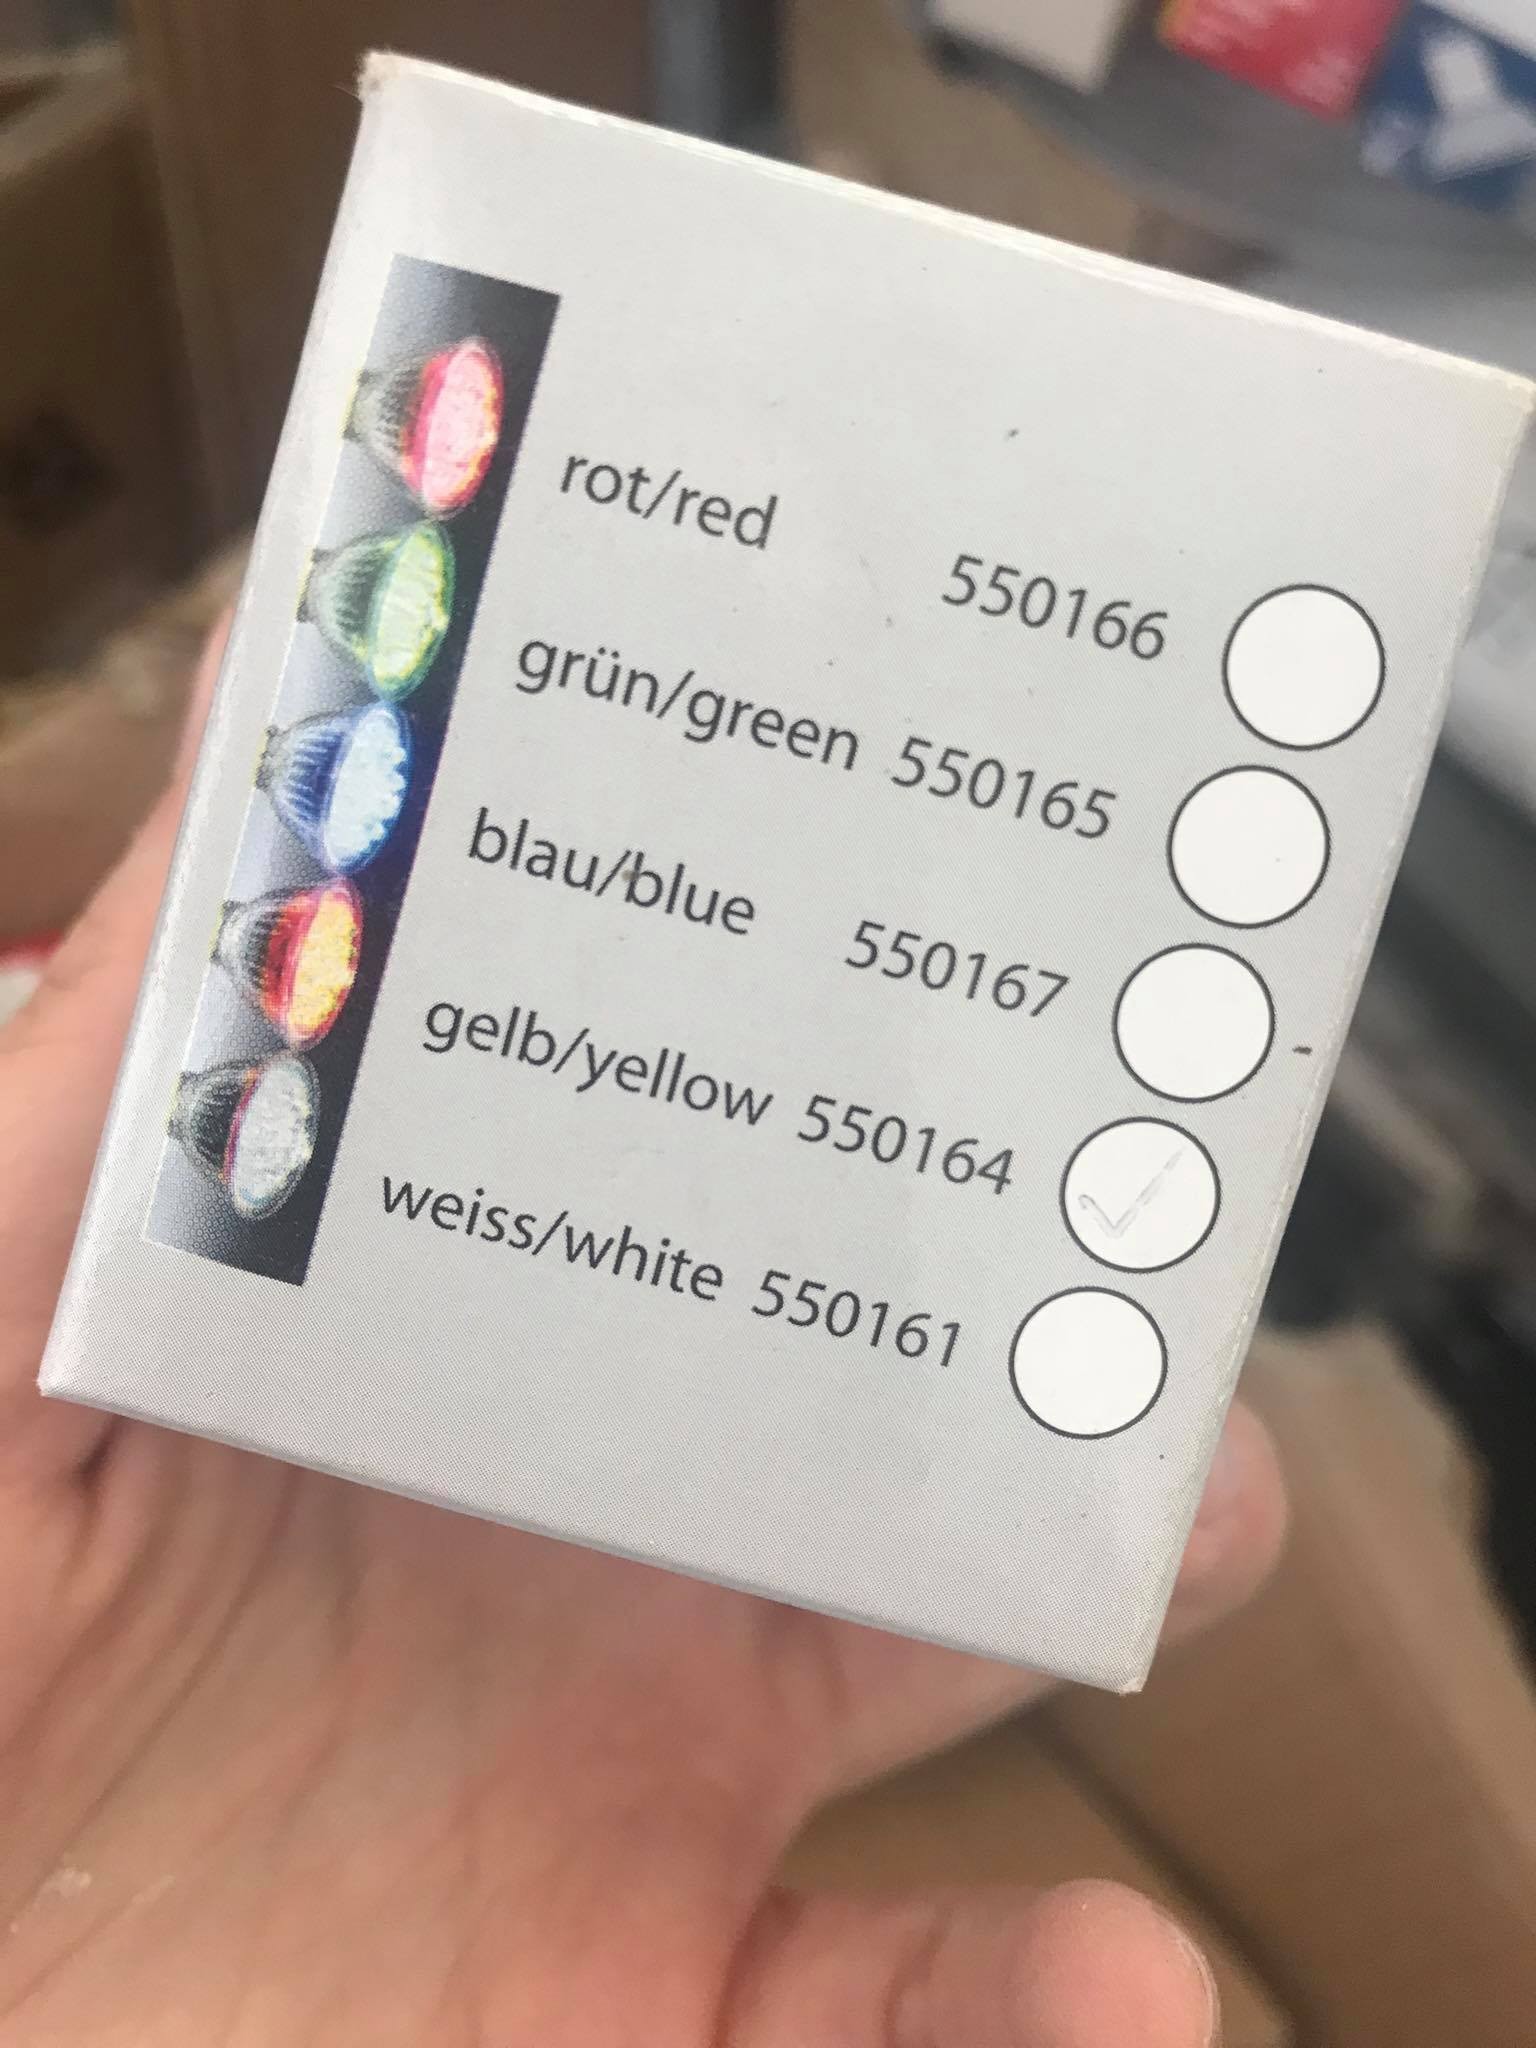 rot/red 550166
grün/green 550165
blau/blue 550167
gelb/yellow 550164
weiss/white 550161